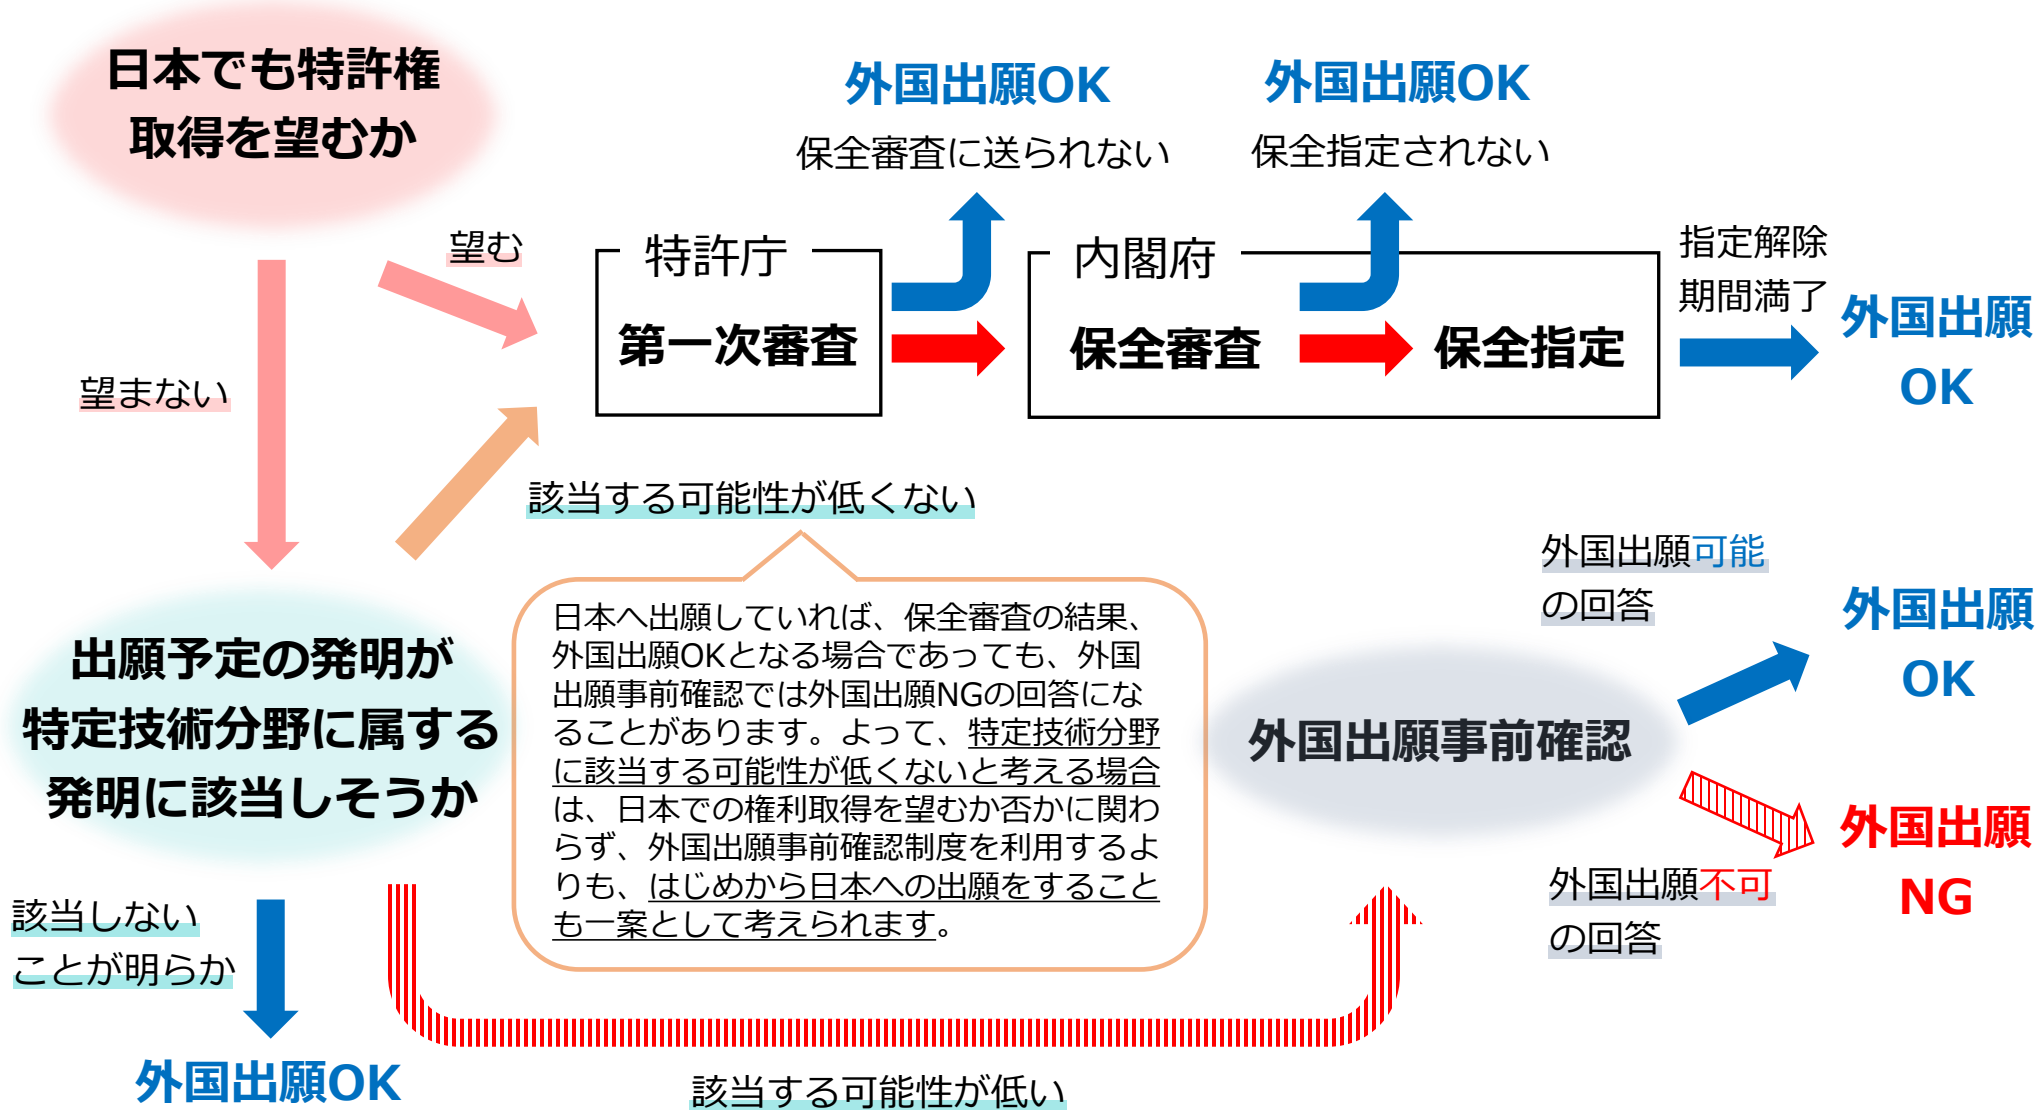 日本でも特許権
取得を望むか
望む
望まない
特許庁
第一次審査
外国出願OK
保全審査に送られない
内閣府
保全審査
保全指定
外国出願OK
保全指定されない
指定解除
期間満了
外国出願
OK
該当する可能性が低くない
日本へ出願していれば、保全審査の結果、
外国出願OKとなる場合であっても、外国
出願事前確認では外国出願NGの回答にな
ることがあります。よって、特定技術分野
に該当する可能性が低くないと考える場合
は、日本での権利取得を望むか否かに関わ
らず、外国出願事前確認制度を利用するよ
りも、はじめから日本への出願をすること
も一案として考えられます。
出願予定の発明が
特定技術分野に属する
発明に該当しそうか
該当しない
ことが明らか
外国出願OK
該当する可能性が低い
外国出願事前確認
外国出願可能
の回答
外国出願
OK
外国出願不可
の回答
外国出願
NG